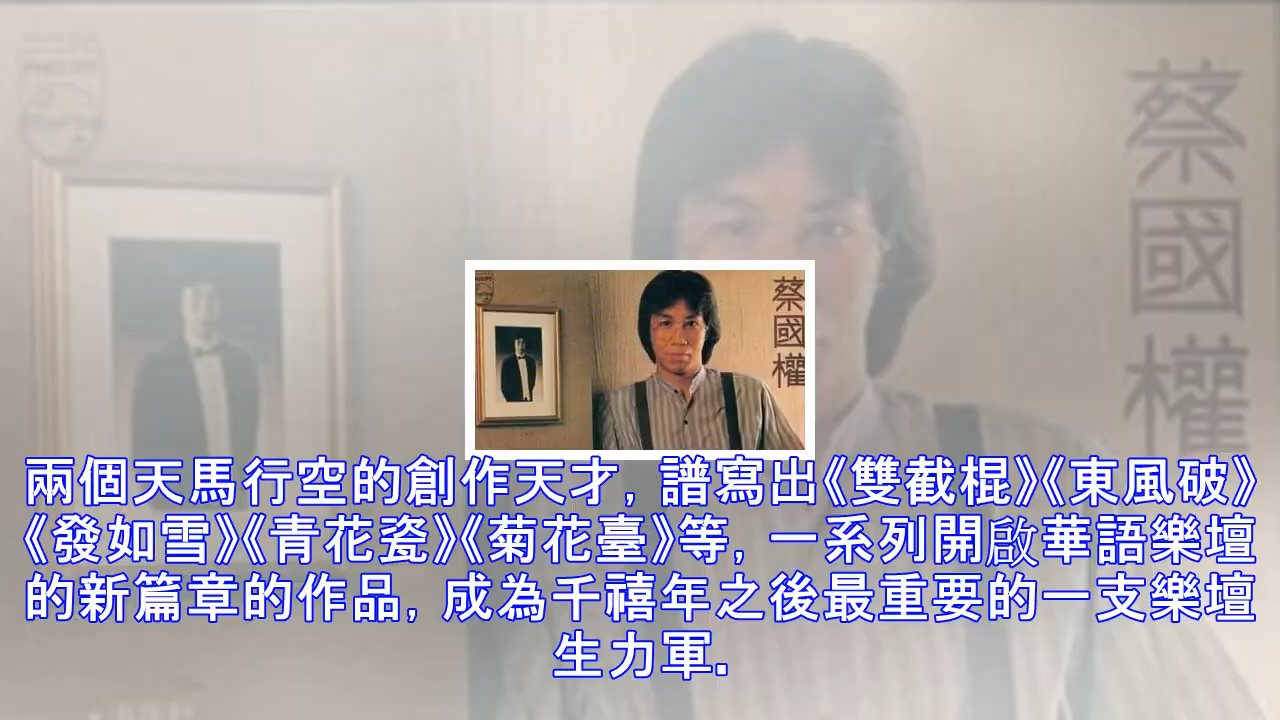 PHILIPS
蔡
國
權
PHILIPS
蔡
國
權
兩個天馬行空的創作天才, 譜寫出《雙截棍》《東風破》
《發如雪》《青花瓷》《菊花臺》等, 一系列開啟華語樂壇
的新篇章的作品, 成為千禧年之後最重要的一支樂壇
生力軍.